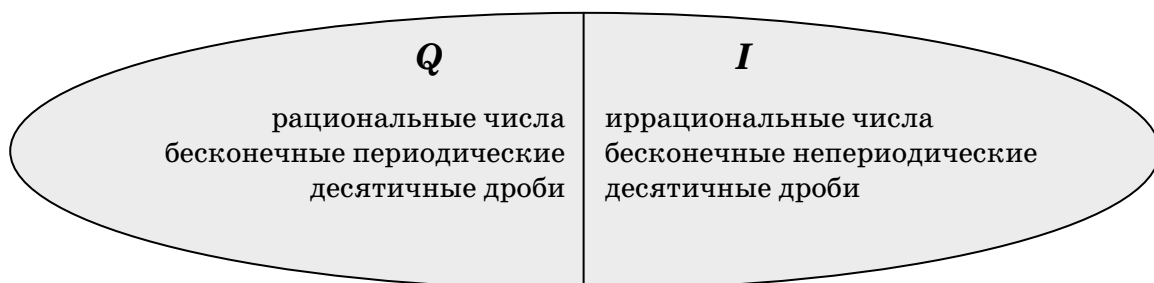 Q
рациональные числа
бесконечные периодические
десятичные дроби
I
иррациональные числа
бесконечные непериодические
десятичные дроби